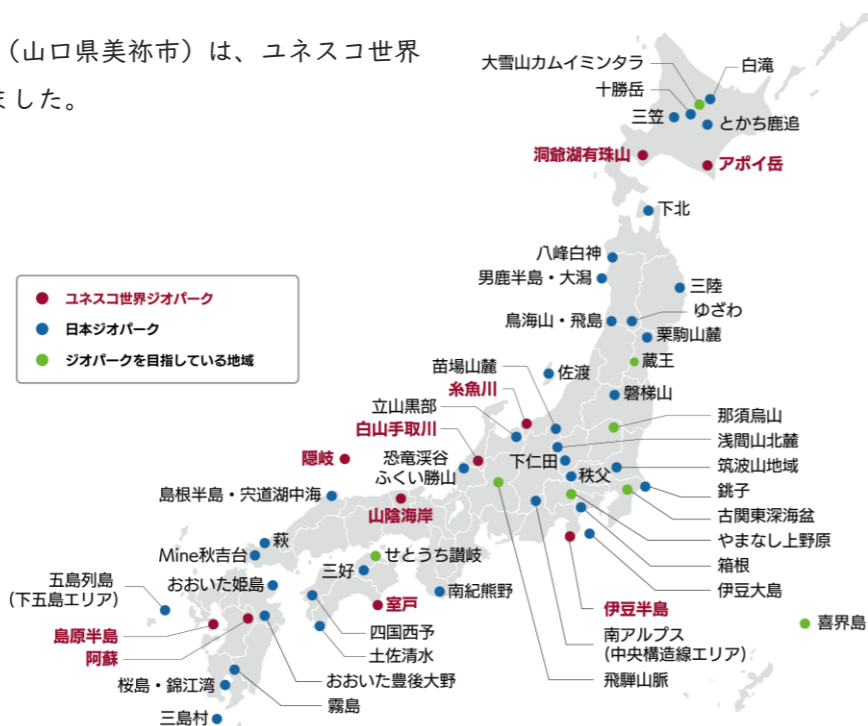 （山口県美祢市）は、ユネスコ世界
ました。
大雪山カムイミンタラ
白滝
十勝岳
三笠
とかち鹿追
洞爺湖有珠山
アポイ岳
下北
八峰白神
男鹿半島・大潟
三陸
ゆざわ
鳥海山・飛島
栗駒山麓
ユネスコ世界ジオパーク
日本ジオパーク
ジオパークを目指している地域
苗場山麓
佐渡
蔵王
糸魚川
磐梯山
立山黒部
那須烏山
白山手取川
浅間山北麓
隠岐
恐竜渓谷
ふくい勝山
下仁田
筑波山地域
秩父
銚子
島根半島・宍道湖中海
山陰海岸
古関東深海盆
やまなし上野原
萩
Mine秋吉台
せとうち讃岐
箱根
三好
伊豆大島
五島列島
(下五島エリア)
おおいた姫島
南紀熊野
室戸
伊豆半島
喜界島
島原半島
四国西予
南アルプス
(中央構造線エリア)
阿蘇
土佐清水
おおいた豊後大野
飛騨山脈
桜島・錦江湾
霧島
三島村